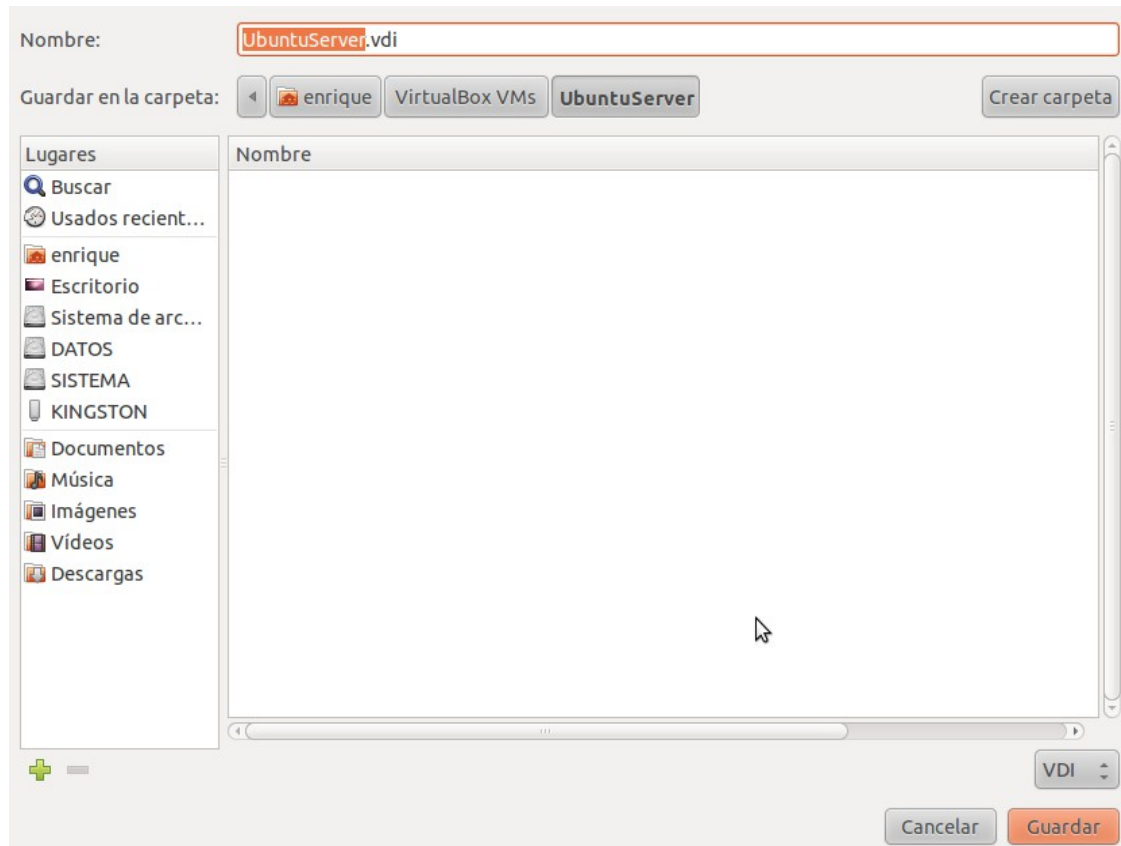 Nombre: UbuntuServer.vdi
Guardar en la carpeta: enrique VirtualBox VMs UbuntuServer Crear carpeta
Lugares
Buscar
Usados recient...
enrique
Escritorio
Sistema de arc...
DATOS
SISTEMA
KINGSTON
Documentos
Música
Imágenes
Vídeos
Descargas
Nombre
VDI
Cancelar Guardar